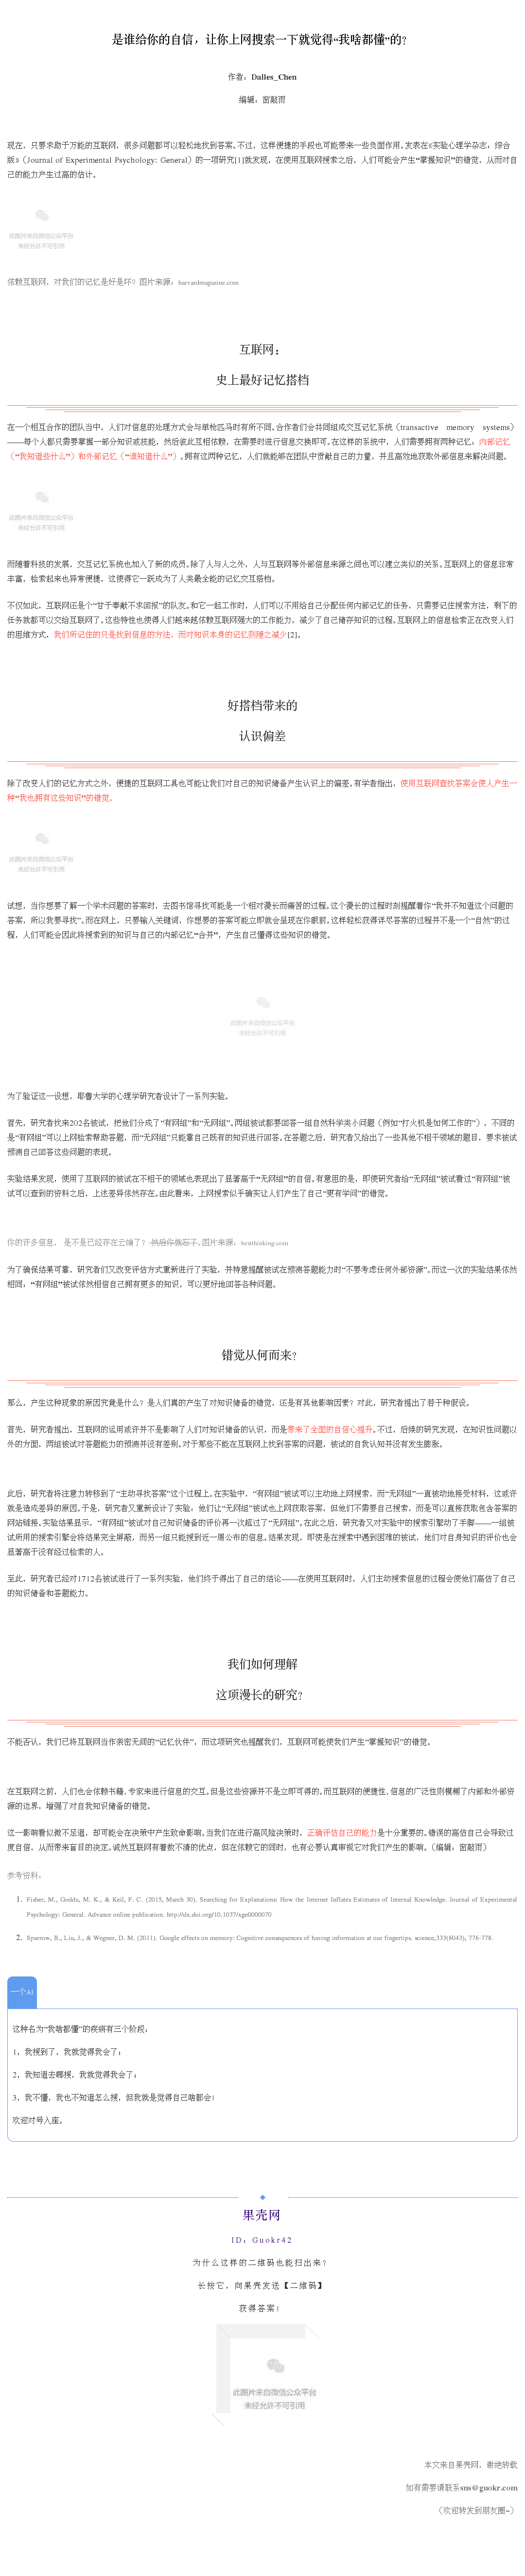 是谁给你的自信，让你上网搜索一下就觉得“我啥都懂”的？
作者：Dalles_Chen
编辑：窗敲雨
现在，只要求助于万能的互联网，很多问题都可以轻松地找到答案。不过，这样便捷的手段也可能带来一些负面作用。发表在《实验心理学杂志，综合
版》（Journal of Experimental Psychology: General）的一项研究[1]就发现，在使用互联网搜索之后，人们可能会产生“掌握知识”的错觉，从而对自
己的能力产生过高的估计。
此图片来自微信公众平台
未经允许不可引用
依赖互联网，对我们的记忆是好是坏？图片来源：harvardmagazine.com
互联网：
史上最好记忆搭档
在一个相互合作的团队当中，人们对信息的处理方式会与单枪匹马时有所不同。合作者们会共同组成交互记忆系统（transactive memory systems）
——每个人都只需要掌握一部分知识或技能，然后彼此互相依赖，在需要时进行信息交换即可。在这样的系统中，人们需要拥有两种记忆：内部记忆
（“我知道些什么”）和外部记忆（“谁知道什么”）。拥有这两种记忆，人们就能够在团队中贡献自己的力量，并且高效地获取外部信息来解决问题。
此图片来自微信公众平台
未经允许不可引用
而随着科技的发展，交互记忆系统也加入了新的成员。除了人与人之外，人与互联网等外部信息来源之间也可以建立类似的关系。互联网上的信息非常
丰富，检索起来也异常便捷，这使得它一跃成为了人类最全能的记忆交互搭档。
不仅如此，互联网还是个“甘于奉献不求回报”的队友。和它一起工作时，人们可以不用给自己分配任何内部记忆的任务，只需要记住搜索方法，剩下的
任务就都可以交给互联网了。这些特性也使得人们越来越依赖互联网强大的工作能力，减少了自己储存知识的过程。互联网上的信息检索正在改变人们
的思维方式，我们所记住的只是找到信息的方法，而对知识本身的记忆则随之减少[2]。
好搭档带来的
认识偏差
除了改变人们的记忆方式之外，便捷的互联网工具也可能让我们对自己的知识储备产生认识上的偏差。有学者指出，使用互联网查找答案会使人产生一
种“我也拥有这些知识”的错觉。
此图片来自微信公众平台
未经允许不可引用
试想，当你想要了解一个学术问题的答案时，去图书馆寻找可能是一个相对漫长而痛苦的过程。这个漫长的过程时刻提醒着你“我并不知道这个问题的
答案，所以我要寻找”。而在网上，只要输入关键词，你想要的答案可能立即就会呈现在你眼前。这样轻松获得详尽答案的过程并不是一个“自然”的过
程，人们可能会因此将搜索到的知识与自己的内部记忆“合并”，产生自己懂得这些知识的错觉。
此图片来自微信公众平台
未经允许不可引用
为了验证这一设想，耶鲁大学的心理学研究者设计了一系列实验。
首先，研究者找来202名被试，把他们分成了“有网组”和“无网组”。两组被试都要回答一组自然科学类小问题（例如“打火机是如何工作的”），不同的
是“有网组”可以上网检索帮助答题，而“无网组”只能靠自己既有的知识进行回答。在答题之后，研究者又给出了一些其他不相干领域的题目，要求被试
预测自己回答这些问题的表现。
实验结果发现，使用了互联网的被试在不相干的领域也表现出了显著高于“无网组”的自信。有意思的是，即使研究者给“无网组”被试看过“有网组”被
试可以查到的资料之后，上述差异依然存在。由此看来，上网搜索似乎确实让人们产生了自己“更有学问”的错觉。
你的许多信息， 是不是已经存在云端了？然后你就忘了。图片来源：bestthinking.com
为了确保结果可靠，研究者们又改变评估方式重新进行了实验，并特意提醒被试在预测答题能力时“不要考虑任何外部资源”。而这一次的实验结果依然
相同，“有网组”被试依然相信自己拥有更多的知识，可以更好地回答各种问题。
错觉从何而来？
那么，产生这种现象的原因究竟是什么？是人们真的产生了对知识储备的错觉，还是有其他影响因素？对此，研究者提出了若干种假设。
首先，研究者提出，互联网的运用或许并不是影响了人们对知识储备的认识，而是带来了全面的自信心提升。不过，后续的研究发现，在知识性问题以
外的方面，两组被试对答题能力的预测并没有差别。对于那些不能在互联网上找到答案的问题，被试的自我认知并没有发生膨胀。
此后，研究者将注意力转移到了“主动寻找答案”这个过程上。在实验中，“有网组”被试可以主动地上网搜索，而“无网组”一直被动地接受材料，这或许
就是造成差异的原因。于是，研究者又重新设计了实验，他们让“无网组”被试也上网获取答案，但他们不需要自己搜索，而是可以直接获取包含答案的
网站链接。实验结果显示，“有网组”被试对自己知识储备的评价再一次超过了“无网组”。在此之后，研究者又对实验中的搜索引擎动了手脚——一组被
试所用的搜索引擎会将结果完全屏蔽，而另一组只能搜到近一周公布的信息。结果发现，即使是在搜索中遇到困难的被试，他们对自身知识的评价也会
显著高于没有经过检索的人。
至此，研究者已经对1712名被试进行了一系列实验，他们终于得出了自己的结论——在使用互联网时，人们主动搜索信息的过程会使他们高估了自己
的知识储备和答题能力。
我们如何理解
这项漫长的研究？
不能否认，我们已将互联网当作亲密无间的“记忆伙伴”，而这项研究也提醒我们，互联网可能使我们产生“掌握知识”的错觉。
在互联网之前，人们也会依赖书籍、专家来进行信息的交互。但是这些资源并不是立即可得的。而互联网的便捷性、信息的广泛性则模糊了内部和外部资
源的边界，增强了对自我知识储备的错觉。
这一影响看似微不足道，却可能会在决策中产生致命影响。当我们在进行高风险决策时，正确评估自己的能力是十分重要的。错误的高估自己会导致过
度自信，从而带来盲目的决定。诚然互联网有着数不清的优点，但在依赖它的同时，也有必要认真审视它对我们产生的影响。（编辑：窗敲雨）
参考资料：
1. Fisher, M., Goddu, M. K., & Keil, F. C. (2015, March 30). Searching for Explanations: How the Internet Inflates Estimates of Internal Knowledge. Journal of Experimental
Psychology: General. Advance online publication. http://dx.doi.org/10.1037/xge0000070
2. Sparrow, B., Liu, J., & Wegner, D. M. (2011). Google effects on memory: Cognitive consequences of having information at our fingertips. science,333(6043), 776-778.
一个AI
这种名为“我啥都懂”的疾病有三个阶段：
1，我搜到了，我就觉得我会了；
2，我知道去哪搜，我就觉得我会了；
3，我不懂，我也不知道怎么搜，但我就是觉得自己啥都会！
欢迎对号入座。
果壳网
ID：Guokr42
为什么这样的二维码也能扫出来？
长按它，向果壳发送【二维码】
获得答案！
此图片来自微信公众平台
未经允许不可引用
本文来自果壳网，谢绝转载
如有需要请联系sns@guokr.com
（欢迎转发到朋友圈~）